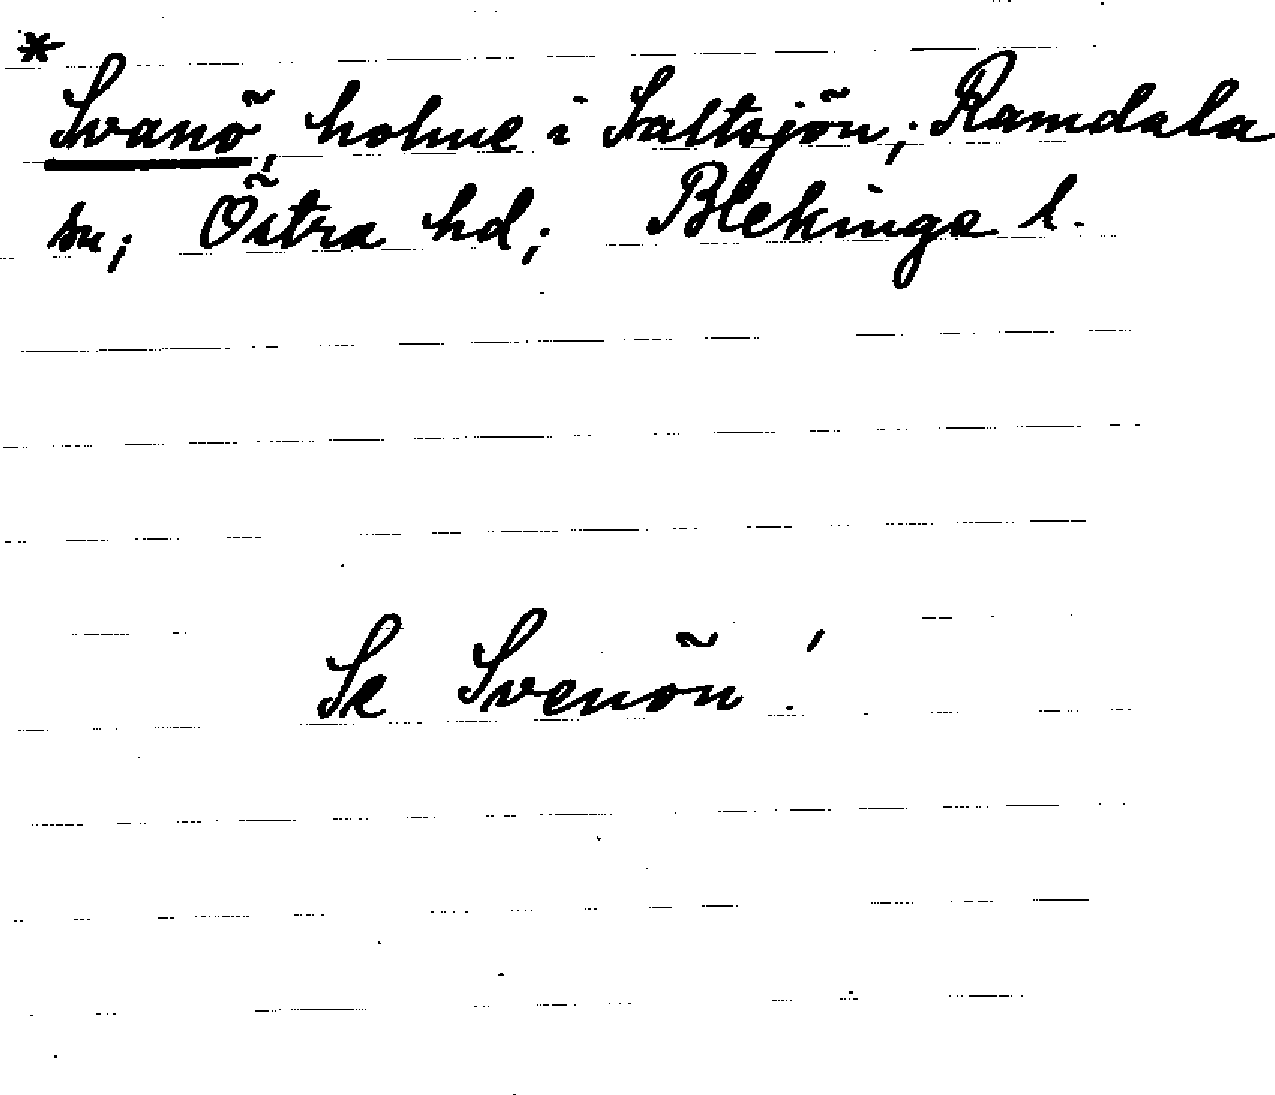 * Svanö, holme i Saltsjön; Ramdala
sn; Östra hd; Blekinge l.
Se Svenön!